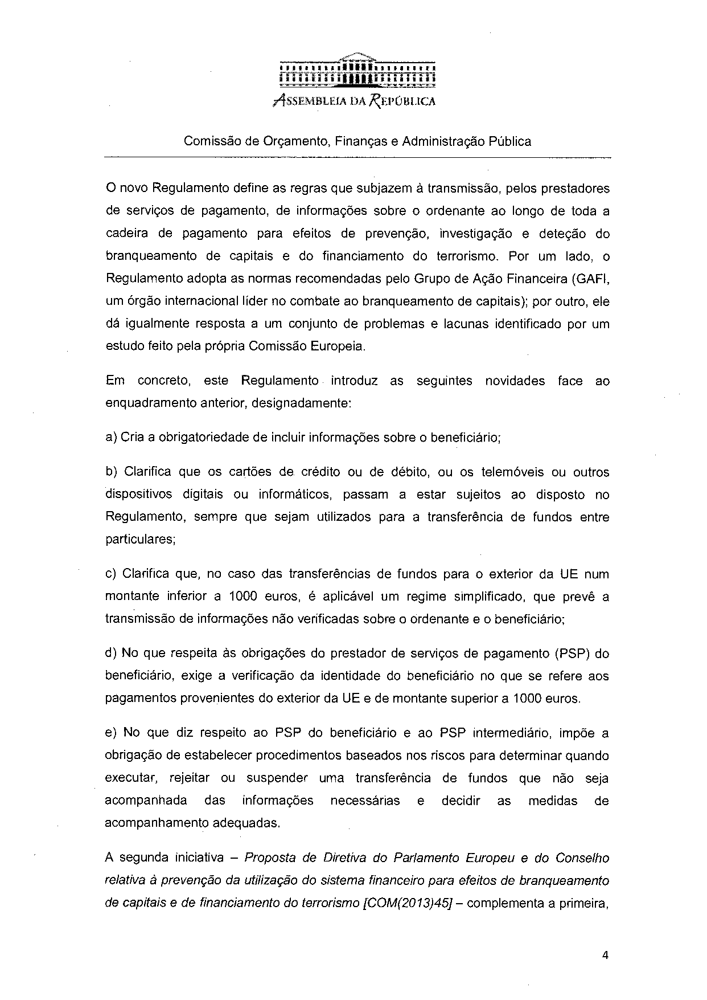 ASSEMBLEIA DA REPÚBLICA
Comissão de Orçamento, Finanças e Administração Pública
O novo Regulamento define as regras que subjazem à transmissão, pelos prestadores
de serviços de pagamento, de informações sobre o ordenante ao longo de toda a
cadeira de pagamento para efeitos de prevenção, investigação e deteção do
branqueamento de capitais e do financiamento do terrorismo. Por um lado, o
Regulamento adopta as normas recomendadas pelo Grupo de Ação Financeira (GAFI,
um órgão internacional líder no combate ao branqueamento de capitais); por outro, ele
dá igualmente resposta a um conjunto de problemas e lacunas identificado por um
estudo feito pela própria Comissão Europeia.
Em concreto, este Regulamento introduz as seguintes novidades face ao
enquadramento anterior, designadamente:
a) Cria a obrigatoriedade de incluir informações sobre o beneficiário;
b) Clarifica que os cartões de crédito ou de débito, ou os telemóveis ou outros
dispositivos digitais ou informáticos, passam a estar sujeitos ao disposto no
Regulamento, sempre que sejam utilizados para a transferência de fundos entre
particulares;
c) Clarifica que, no caso das transferências de fundos para o exterior da UE num
montante inferior a 1000 euros, é aplicável um regime simplificado, que prevê a
transmissão de informações não verificadas sobre o ordenante e o beneficiário;
d) No que respeita às obrigações do prestador de serviços de pagamento (PSP) do
beneficiário, exige a verificação da identidade do beneficiário no que se refere aos
pagamentos provenientes do exterior da UE e de montante superior a 1000 euros.
e) No que diz respeito ao PSP do beneficiário e ao PSP intermediário, impõe a
obrigação de estabelecer procedimentos baseados nos riscos para determinar quando
executar, rejeitar ou suspender uma transferência de fundos que não seja
acompanhada das informações necessárias e decidir as medidas de
acompanhamento adequadas.
A segunda iniciativa – Proposta de Diretiva do Parlamento Europeu e do Conselho
relativa à prevenção da utilização do sistema financeiro para efeitos de branqueamento
de capitais e de financiamento do terrorismo [COM(2013)45] – complementa a primeira,
4